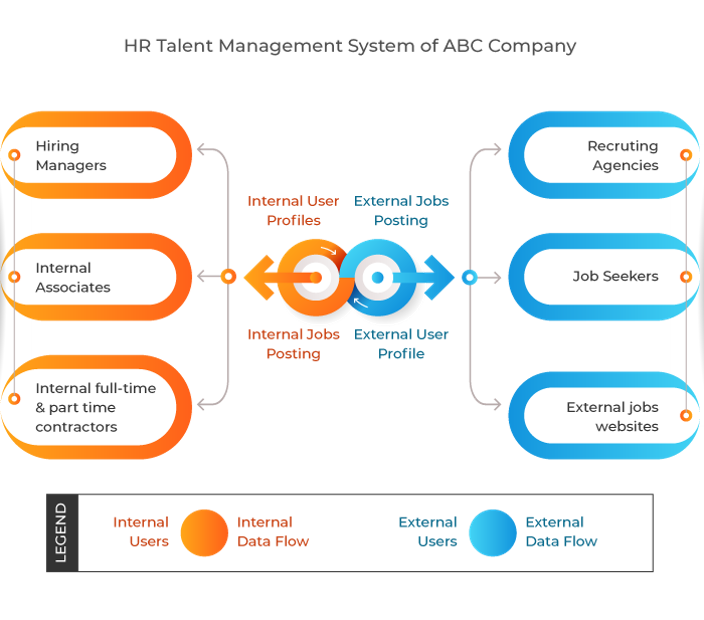 HR Talent Management System of ABC Company
Hiring
Managers
Internal
Associates
Internal full-time
& part time
contractors
Internal User
Profiles
External Jobs
Posting
Internal Jobs
Posting
External User
Profile
Recruting
Agencies
Job Seekers
External jobs
websites
LEGEND
Internal
Users
Internal
Data Flow
External
Users
External
Data Flow